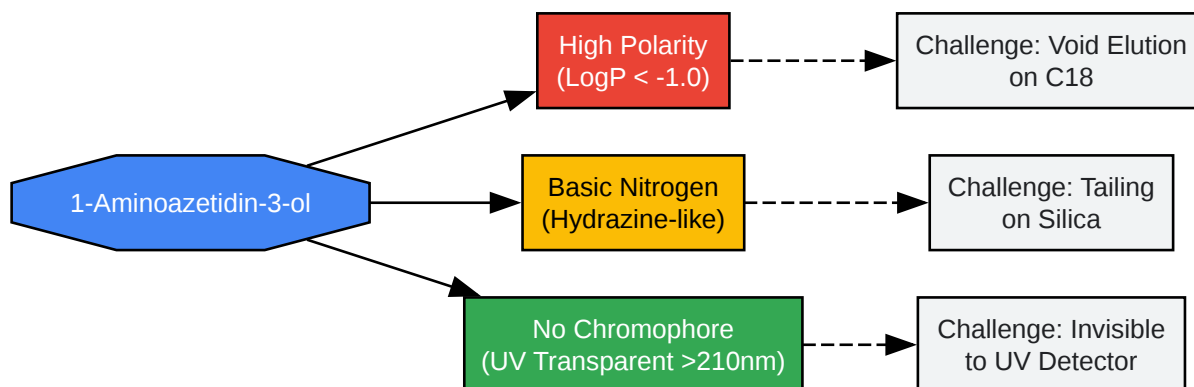 High Polarity
(LogP < -1.0)
Challenge: Void Elution
on C18
1-Aminoazetidin-3-ol
Basic Nitrogen
(Hydrazine-like)
Challenge: Tailing
on Silica
No Chromophore
(UV Transparent >210nm)
Challenge: Invisible
to UV Detector